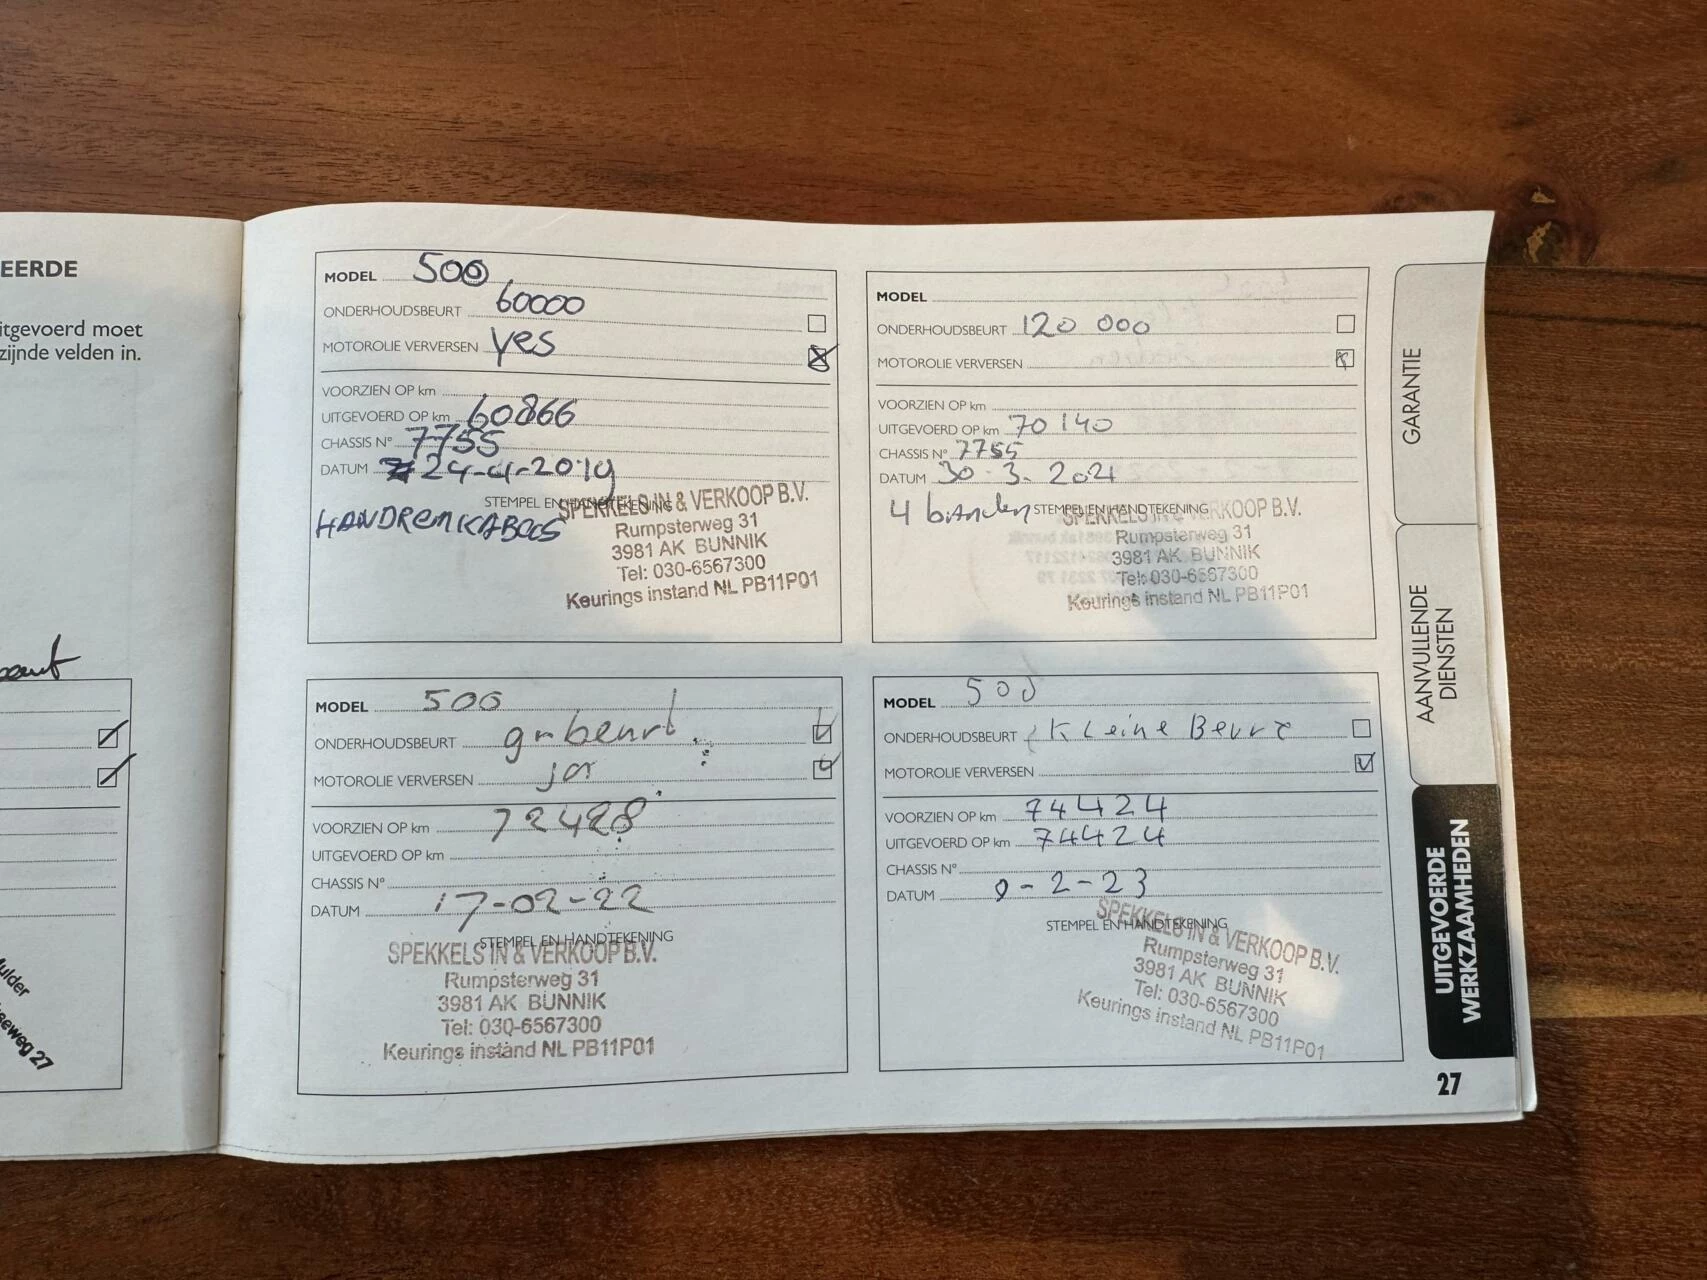 EERDE
itgevoerd moet
zijnde velden in.
MODEL 500
ONDERHOUDSBEURT 60000
MOTOROLIE VERVERSEN yes
VOORZIEN OP km
UITGEVOERD OP km 60866
CHASSIS N° 7755
DATUM 24-4-2019
STEMPEL EN HANDTEKENING
HANDREMKABELS
SPEKKELS IN & VERKOOP B.V.
Rumpsterweg 31
3981 AK BUNNIK
Tel: 030-6567300
Keurings instand NL PB11P01
MODEL
ONDERHOUDSBEURT 120 000
MOTOROLIE VERVERSEN
VOORZIEN OP km
UITGEVOERD OP km 70140
CHASSIS N° 7755
DATUM 30-3-2021
4 banden
STEMPEL EN HANDTEKENING
SPEKKELS IN & VERKOOP B.V.
Rumpsterweg 31
3981 AK BUNNIK
Tel: 030-6567300
Keurings instand NL PB11P01
MODEL 500
ONDERHOUDSBEURT gr beurt
MOTOROLIE VERVERSEN ja
VOORZIEN OP km 72428
UITGEVOERD OP km
CHASSIS N°
DATUM 17-02-22
STEMPEL EN HANDTEKENING
SPEKKELS IN & VERKOOP B.V.
Rumpsterweg 31
3981 AK BUNNIK
Tel: 030-6567300
Keurings instand NL PB11P01
MODEL 500
ONDERHOUDSBEURT Kleine Beurt
MOTOROLIE VERVERSEN
VOORZIEN OP km 74424
UITGEVOERD OP km 74424
CHASSIS N°
DATUM 9-2-23
STEMPEL EN HANDTEKENING
SPEKKELS IN & VERKOOP B.V.
Rumpsterweg 31
3981 AK BUNNIK
Tel: 030-6567300
Keurings instand NL PB11P01
GARANTIE
AANVULLENDE
DIENSTEN
UITGEVOERDE
WERKZAAMHEDEN
27